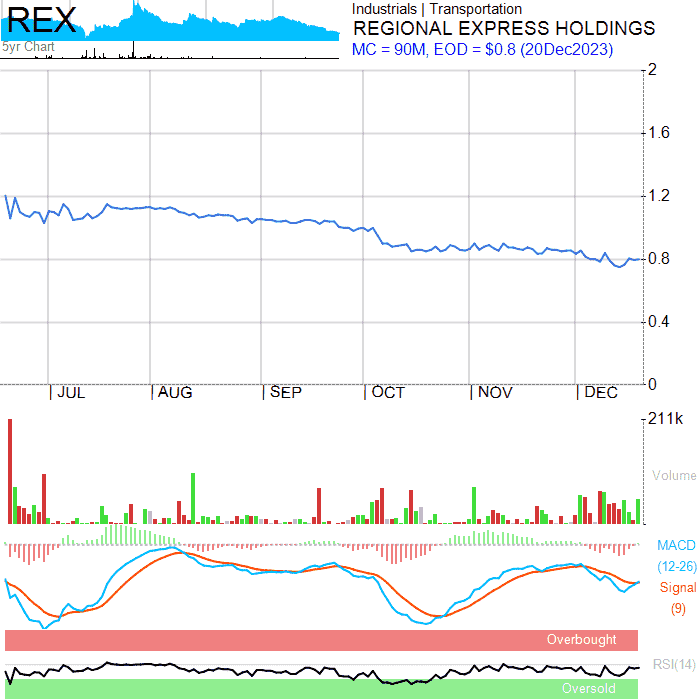 REX
5yr Chart
Industrials | Transportation
REGIONAL EXPRESS HOLDINGS
MC = 90M, EOD = $0.8 (20Dec2023)
2
1.6
1.2
0.8
0.4
0
| JUL | AUG | SEP | OCT | NOV | DEC
211k
Volume
MACD
(12-26)
Signal
(9)
Overbought
RSI(14)
Oversold